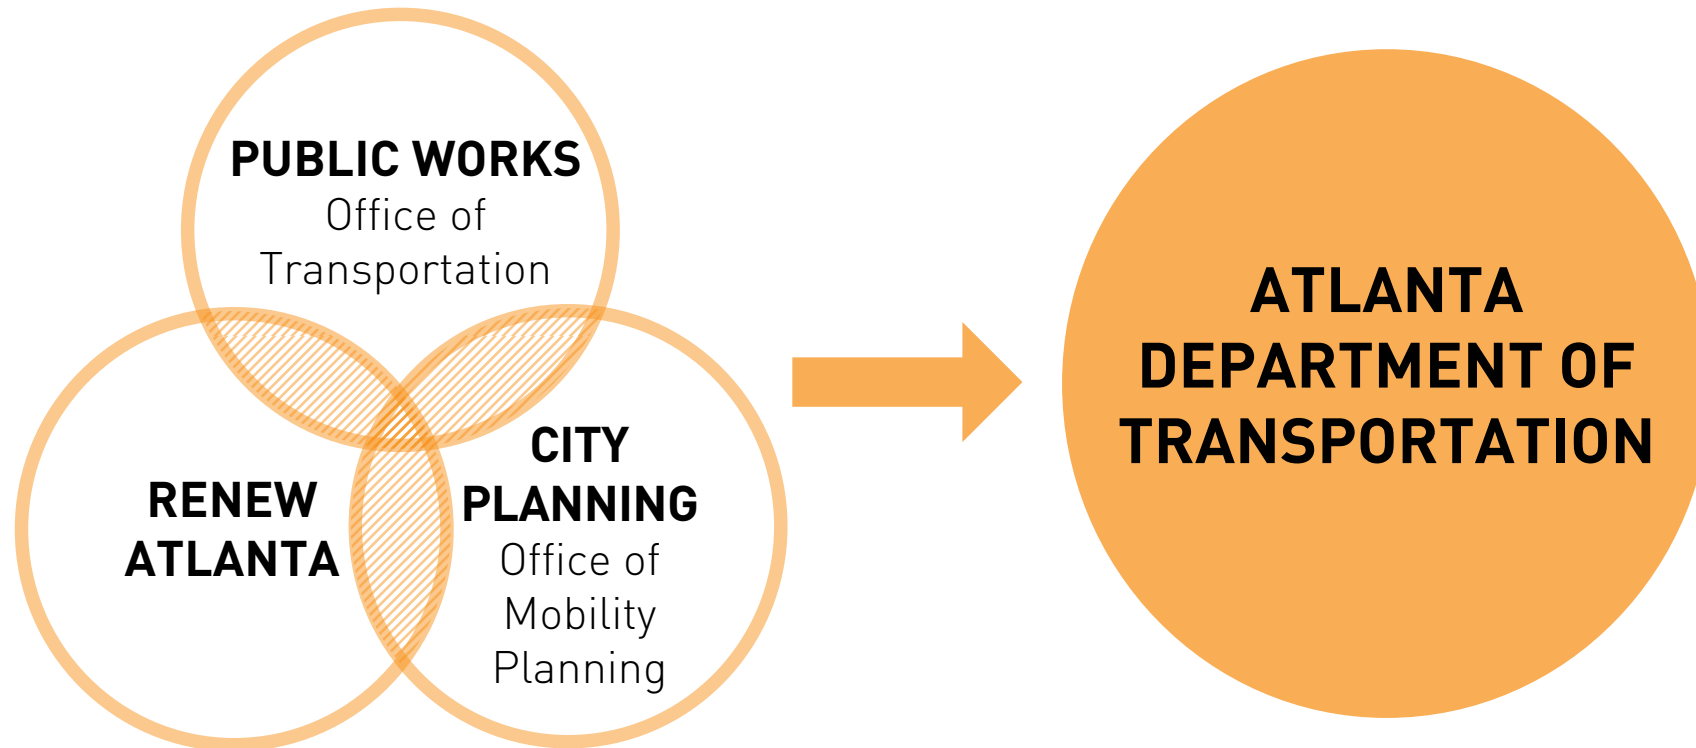 PUBLIC WORKS
Office of
Transportation
RENEW
ATLANTA
CITY
PLANNING
Office of
Mobility
Planning
ATLANTA
DEPARTMENT OF
TRANSPORTATION